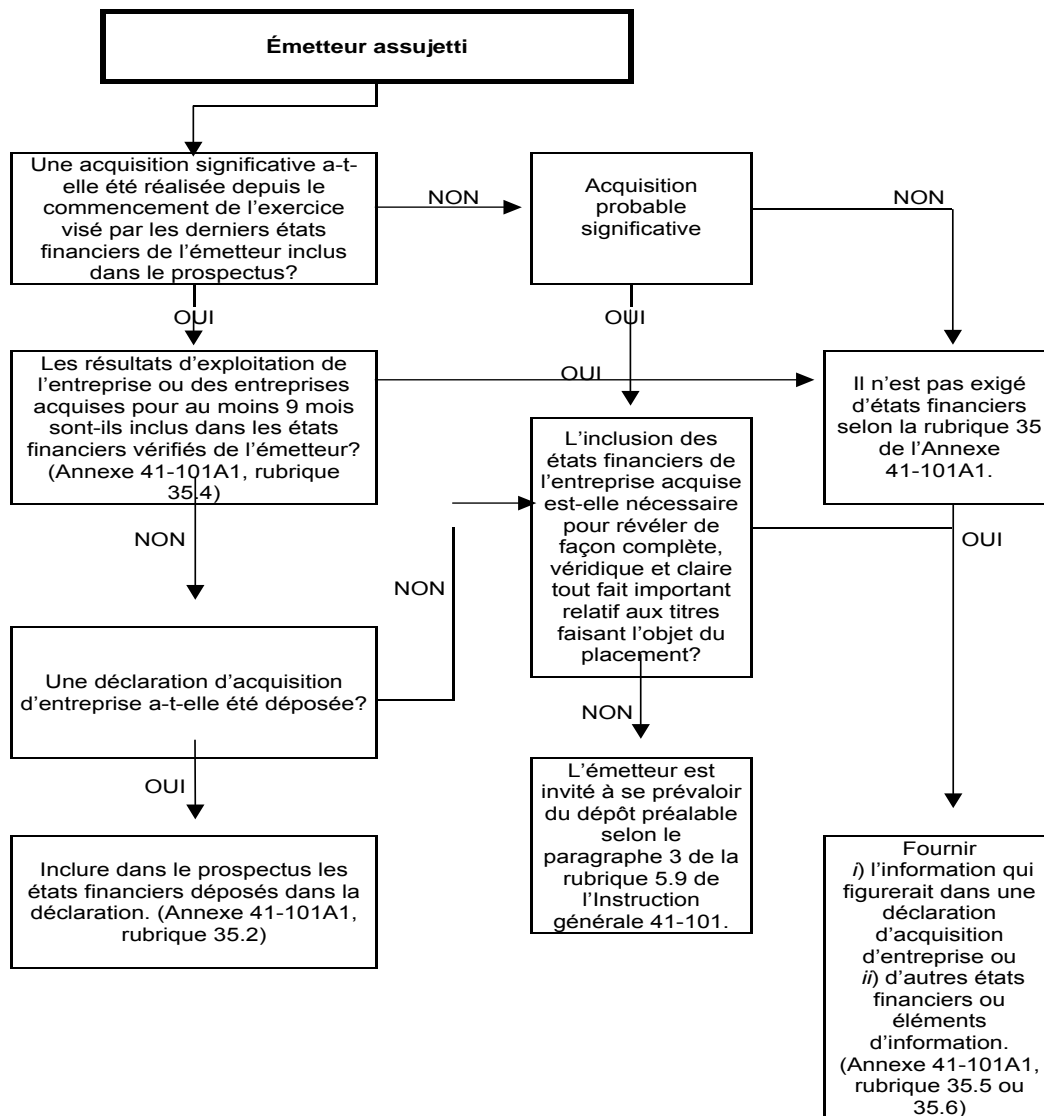 Émetteur assujetti
Une acquisition significative a-t-
elle été réalisée depuis le
commencement de l'exercice
visé par les derniers états
financiers de l'émetteur inclus
dans le prospectus?
NON
Acquisition
probable
significative
NON
OUI
OUI
Les résultats d'exploitation de
l'entreprise ou des entreprises
acquises pour au moins 9 mois
sont-ils inclus dans les états
financiers vérifiés de l'émetteur?
(Annexe 41-101A1, rubrique
35.4)
OUI
Il n'est pas exigé
d'états financiers
selon la rubrique 35
de l'Annexe
41-101A1.
L'inclusion des
états financiers de
l'entreprise acquise
est-elle nécessaire
pour révéler de
façon complète,
véridique et claire
tout fait important
relatif aux titres
faisant l'objet du
placement?
NON
NON
OUI
Une déclaration d'acquisition
d'entreprise a-t-elle été déposée?
NON
OUI
L'émetteur est
invité à se prévaloir
du dépôt préalable
selon le
paragraphe 3 de la
rubrique 5.9 de
l'Instruction
générale 41-101.
Inclure dans le prospectus les
états financiers déposés dans la
déclaration. (Annexe 41-101A1,
rubrique 35.2)
Fournir
i) l'information qui
figurerait dans une
déclaration
d'acquisition
d'entreprise ou
ii) d'autres états
financiers ou
éléments
d'information.
(Annexe 41-101A1,
rubrique 35.5 ou
35.6)